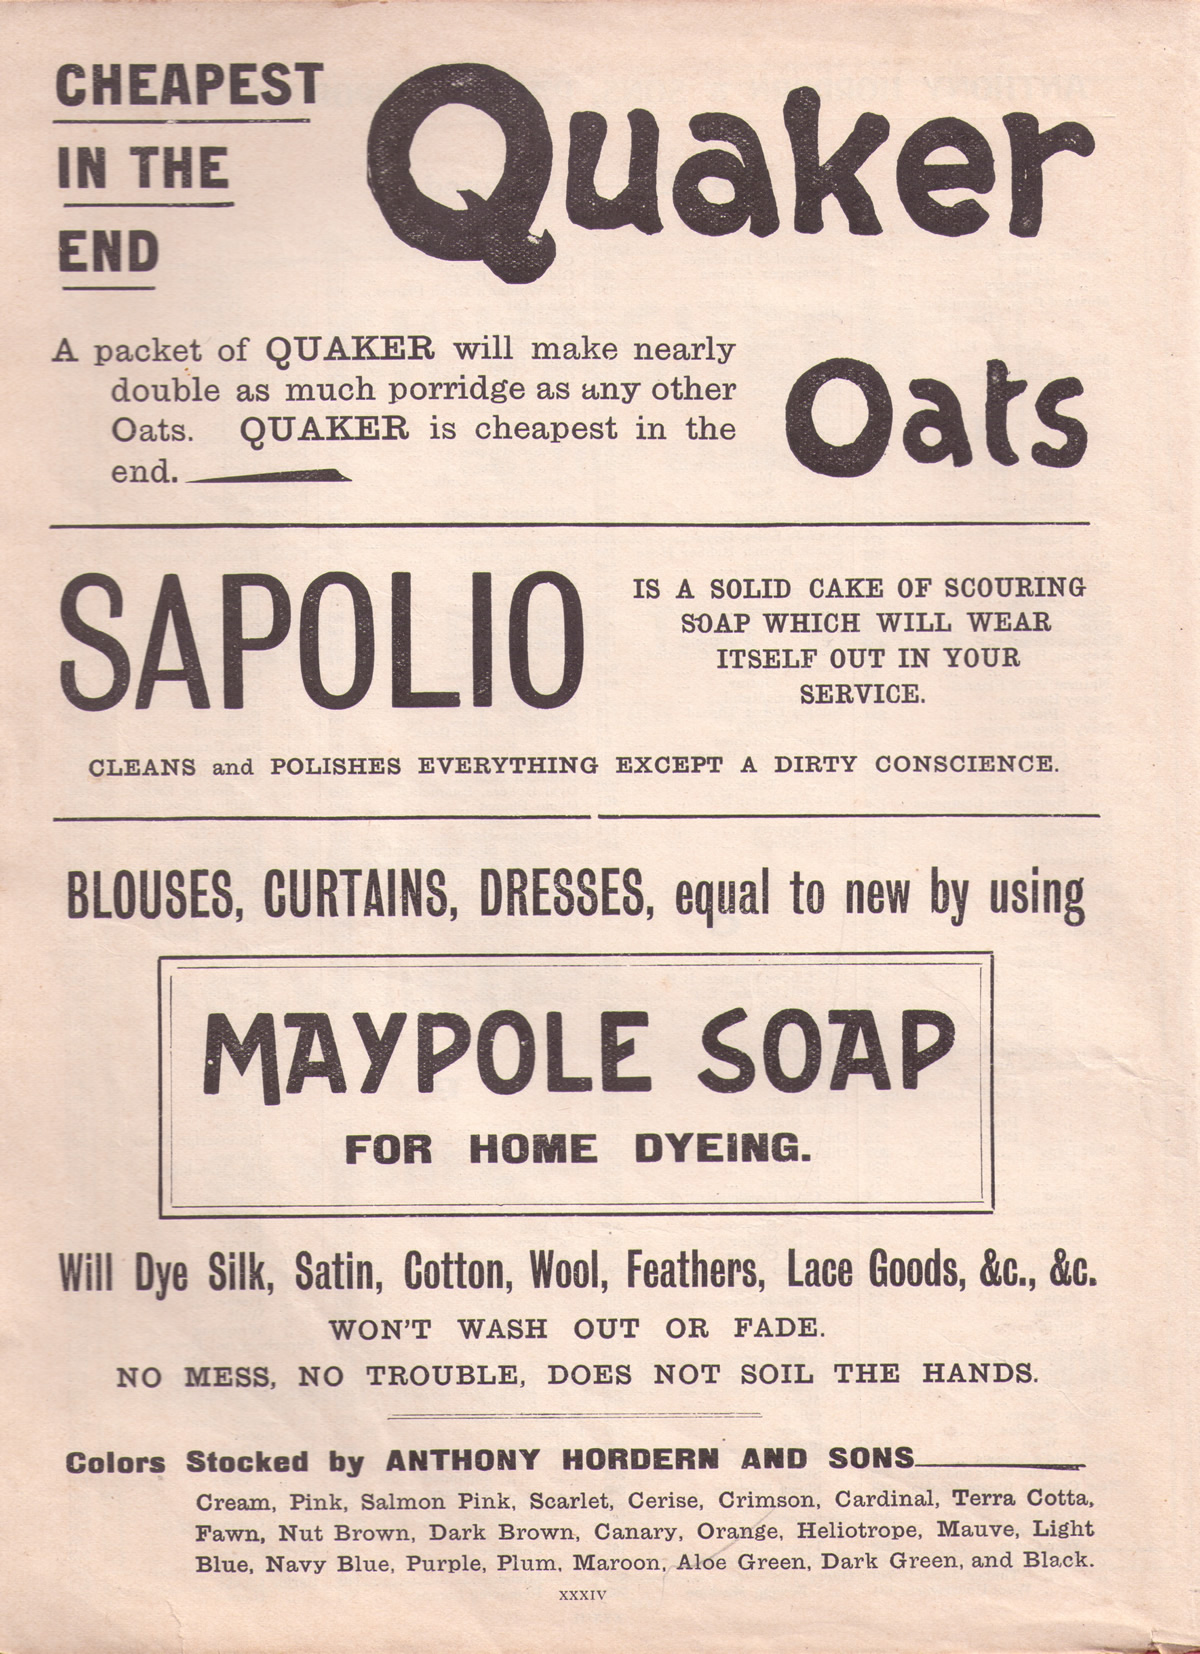 CHEAPEST
IN THE
END
Quaker
Oats
A packet of QUAKER will make nearly
double as much porridge as any other
Oats. QUAKER is cheapest in the
end.
SAPOLIO
IS A SOLID CAKE OF SCOURING
SOAP WHICH WILL WEAR
ITSELF OUT IN YOUR
SERVICE.
CLEANS and POLISHES EVERYTHING EXCEPT A DIRTY CONSCIENCE.
BLOUSES, CURTAINS, DRESSES, equal to new by using
MAYPOLE SOAP
FOR HOME DYEING.
Will Dye Silk, Satin, Cotton, Wool, Feathers, Lace Goods, &c., &c.
WON'T WASH OUT OR FADE.
NO MESS, NO TROUBLE, DOES NOT SOIL THE HANDS.
Colors Stocked by ANTHONY HORDERN AND SONS
Cream, Pink, Salmon Pink, Scarlet, Cerise, Crimson, Cardinal, Terra Cotta,
Fawn, Nut Brown, Dark Brown, Canary, Orange, Heliotrope, Mauve, Light
Blue, Navy Blue, Purple, Plum, Maroon, Aloe Green, Dark Green, and Black.
XXXIV